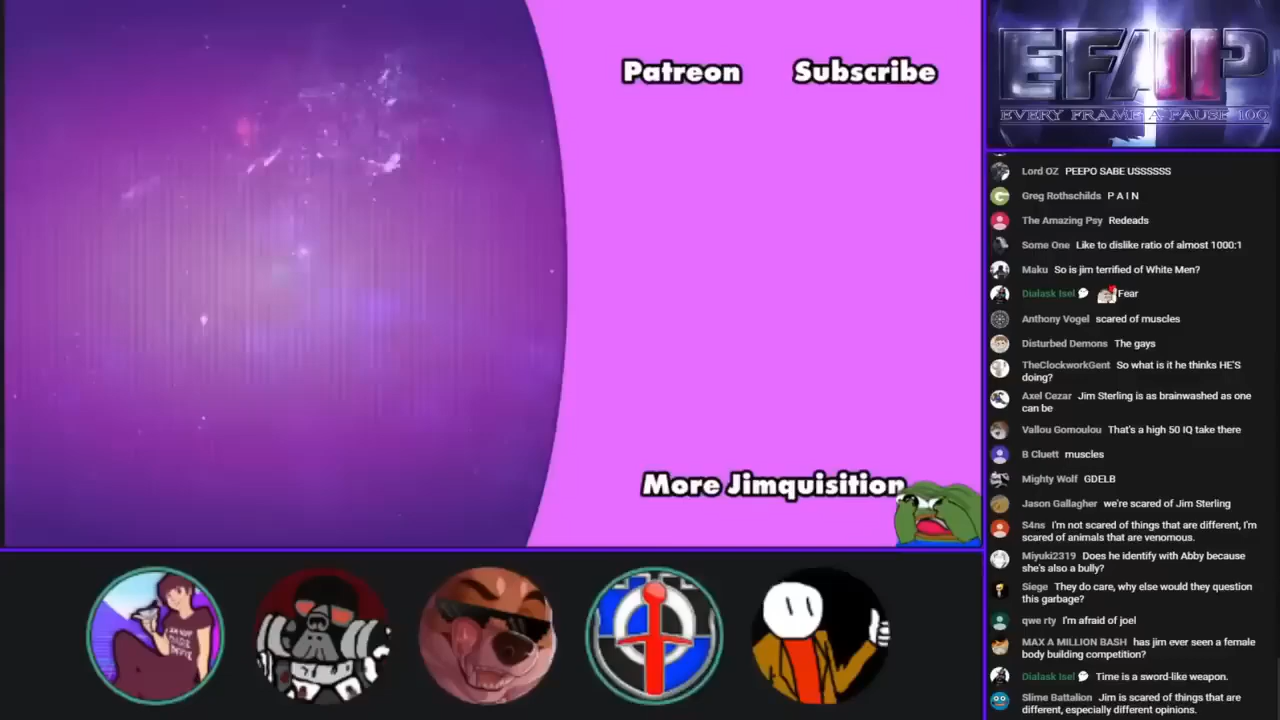 Patreon Subscribe
More Jimquisition
EFAP
EVERY FRAME A PAUSE 100
Lord OZ PEEPO SABE USSSSSS
Greg Rothschilds P A I N
The Amazing Psy Redeads
Some One Like to dislike ratio of almost 1000:1
Maku So is jim terrified of White Men?
Dialask Isel Fear
Anthony Vogel scared of muscles
Disturbed Demons The gays
TheClockworkGent So what is it he thinks HE'S
doing?
Axel Cezar Jim Sterling is as brainwashed as one
can be
Vallou Gomoulou That's a high 50 IQ take there
B Cluett muscles
Mighty Wolf GDELB
Jason Gallagher we're scared of Jim Sterling
S4ns I'm not scared of things that are different, I'm
scared of animals that are venomous.
Miyuki2319 Does he identify with Abby because
she's also a bully?
Siege They do care, why else would they question
this garbage?
qwe rty I'm afraid of joel
MAX A MILLION BASH has jim ever seen a female
body building competition?
Dialask Isel Time is a sword-like weapon.
Slime Battalion Jim is scared of things that are
different, especially different opinions.